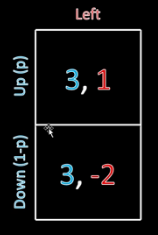 Left
Up (p)
3, 1
Down (1-p)
3, -2